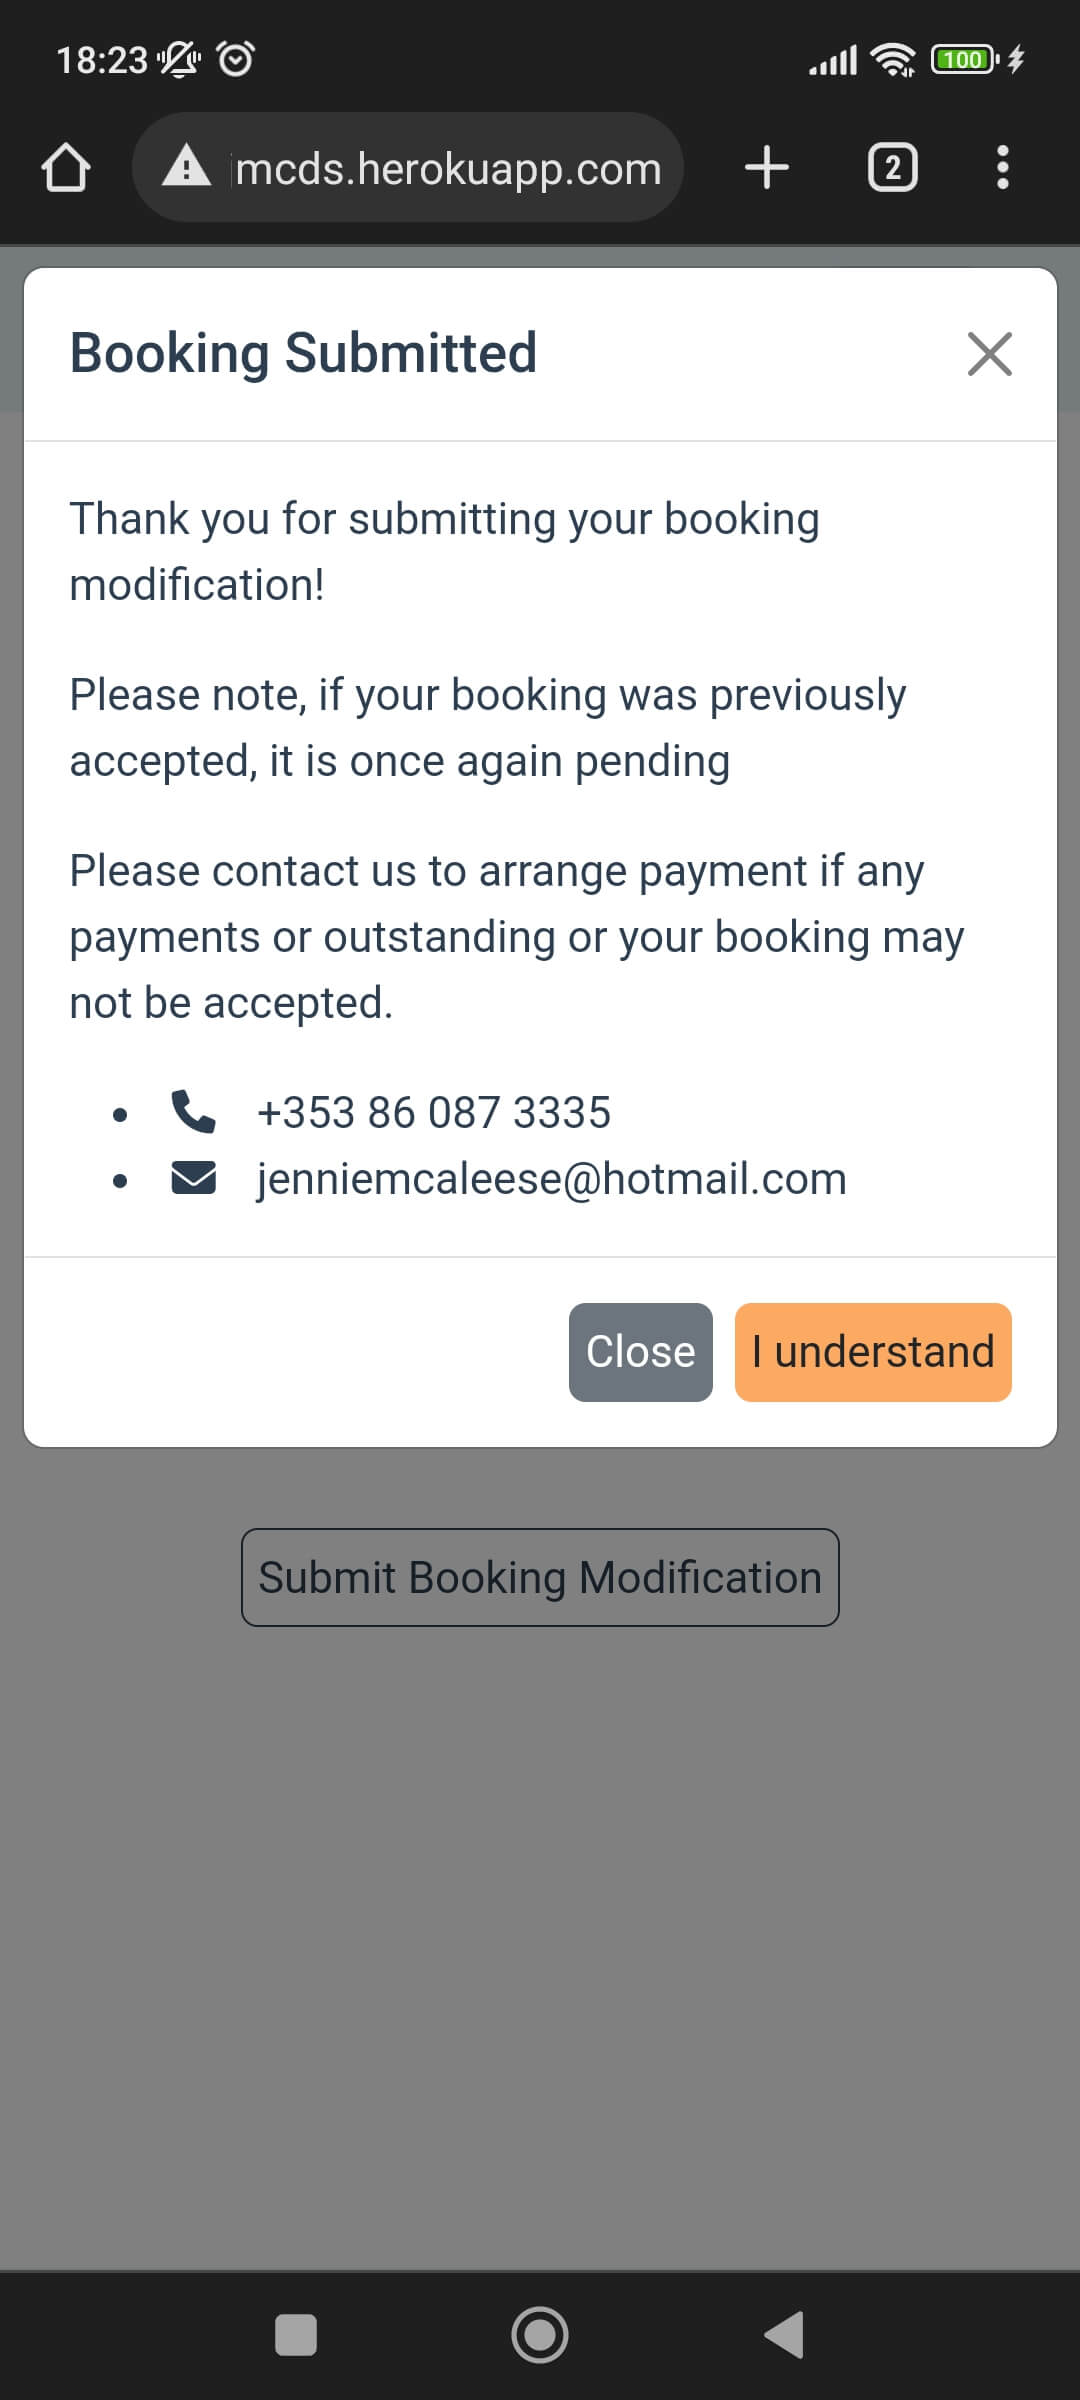 18:23
100
mcds.herokuapp.com
2
Booking Submitted
Thank you for submitting your booking
modification!
Please note, if your booking was previously
accepted, it is once again pending
Please contact us to arrange payment if any
payments or outstanding or your booking may
not be accepted.
+353 86 087 3335
jenniemcaleese@hotmail.com
Close
I understand
Submit Booking Modification